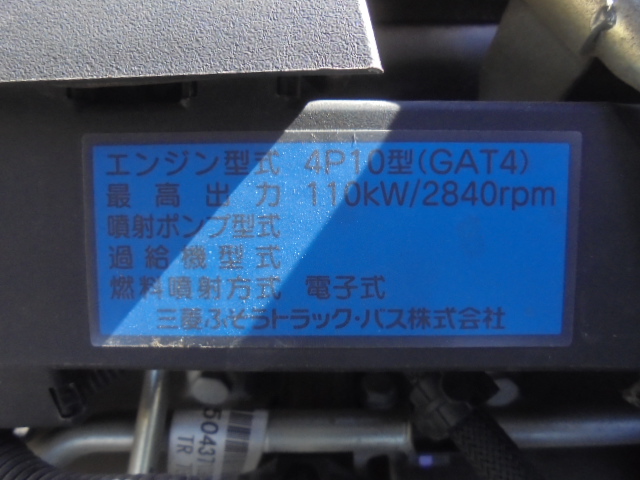 エンジン型式 4P10型(GAT4)
最高出力 110kW/2840rpm
噴射ポンプ型式
過給機型式
燃料噴射方式 電子式
三菱ふそうトラック・バス株式会社
50437
TR